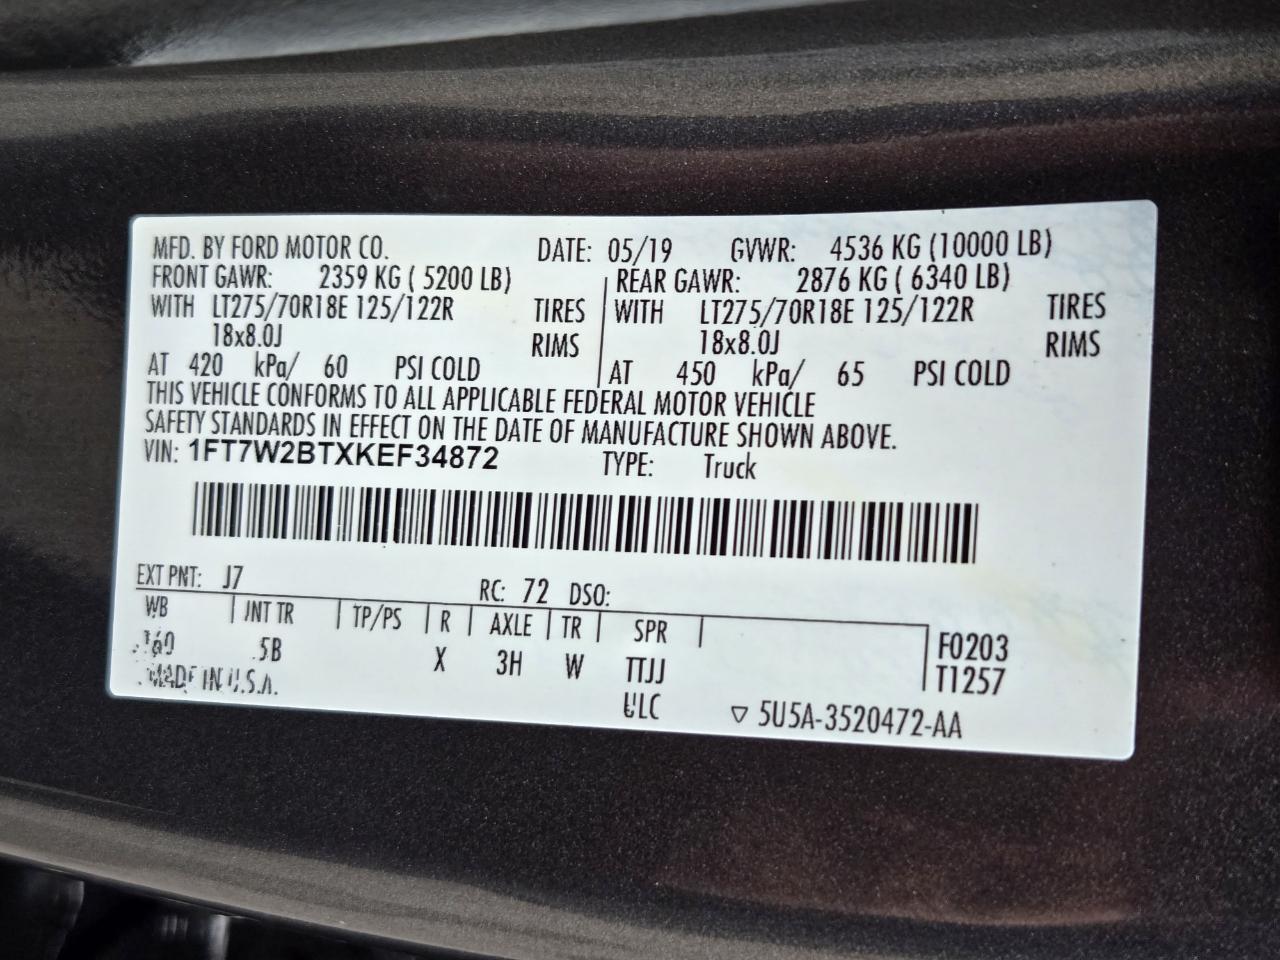 MFD. BY FORD MOTOR CO. DATE: 05/19 GVWR: 4536 KG (10000 LB)
FRONT GAWR: 2359 KG ( 5200 LB) REAR GAWR: 2876 KG ( 6340 LB)
WITH LT275/70R18E 125/122R TIRES WITH LT275/70R18E 125/122R TIRES
18x8.0J RIMS 18x8.0J RIMS
AT 420 kPa/ 60 PSI COLD AT 450 kPa/ 65 PSI COLD
THIS VEHICLE CONFORMS TO ALL APPLICABLE FEDERAL MOTOR VEHICLE
SAFETY STANDARDS IN EFFECT ON THE DATE OF MANUFACTURE SHOWN ABOVE.
VIN: 1FT7W2BTXKEF34872 TYPE: Truck
EXT PNT: J7 RC: 72 DSO:
WB INT TR TP/PS R AXLE TR SPR F0203
160 5B X 3H W TTJJ T1257
MADE IN U.S.A. ULC ▽ 5U5A-3520472-AA